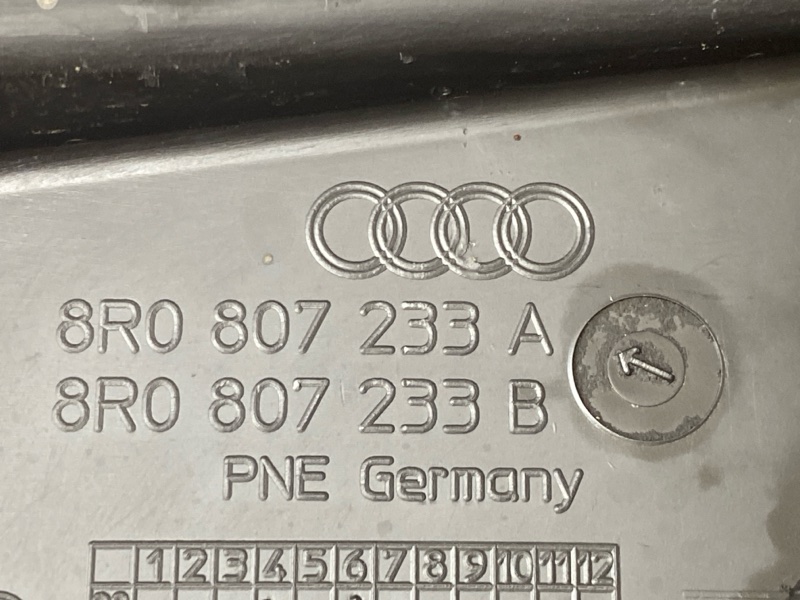 8R0 807 233 A
8R0 807 233 B
PNE Germany
1 2 3 4 5 6 7 8 9 10 11 12